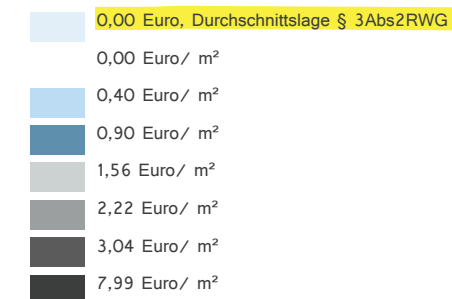 0,00 Euro, Durchschnittslage § 3Abs2RWG
0,00 Euro/ m²
0,40 Euro/ m²
0,90 Euro/ m²
1,56 Euro/ m²
2,22 Euro/ m²
3,04 Euro/ m²
7,99 Euro/ m²